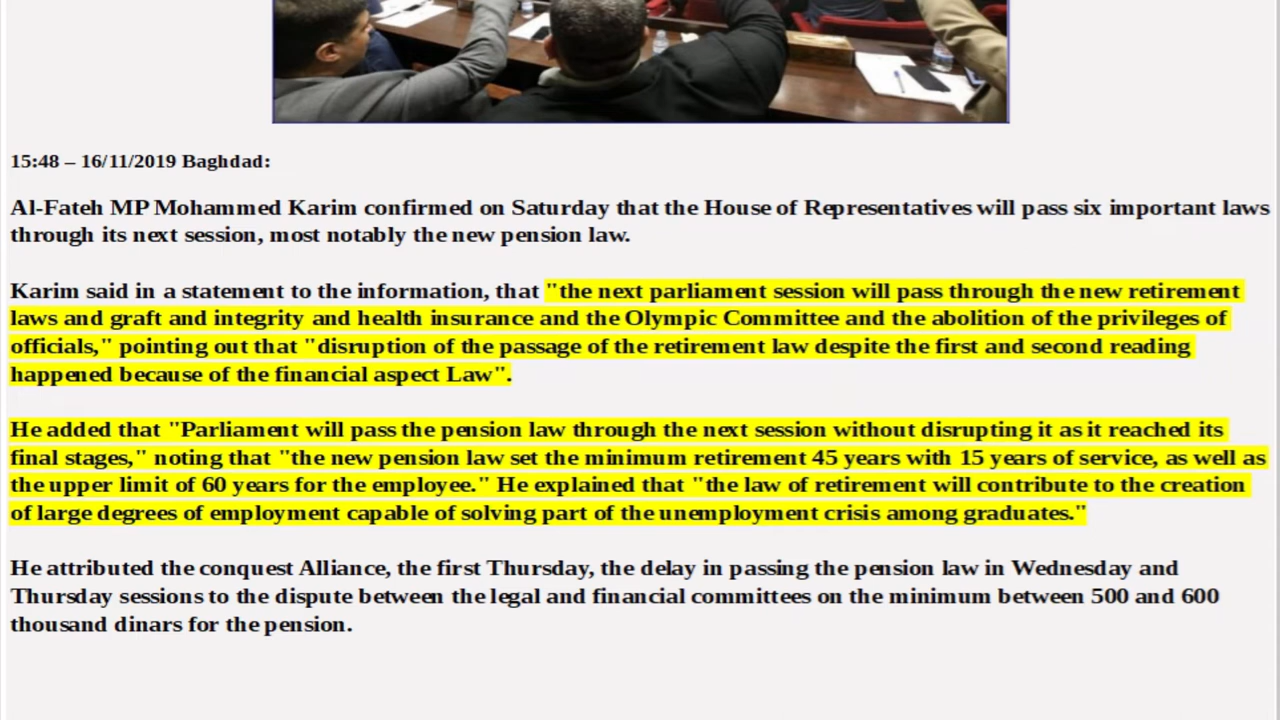 15:48 – 16/11/2019 Baghdad:
Al-Fateh MP Mohammed Karim confirmed on Saturday that the House of Representatives will pass six important laws
through its next session, most notably the new pension law.
Karim said in a statement to the information, that "the next parliament session will pass through the new retirement
laws and graft and integrity and health insurance and the Olympic Committee and the abolition of the privileges of
officials," pointing out that "disruption of the passage of the retirement law despite the first and second reading
happened because of the financial aspect Law".
He added that "Parliament will pass the pension law through the next session without disrupting it as it reached its
final stages," noting that "the new pension law set the minimum retirement 45 years with 15 years of service, as well as
the upper limit of 60 years for the employee." He explained that "the law of retirement will contribute to the creation
of large degrees of employment capable of solving part of the unemployment crisis among graduates."
He attributed the conquest Alliance, the first Thursday, the delay in passing the pension law in Wednesday and
Thursday sessions to the dispute between the legal and financial committees on the minimum between 500 and 600
thousand dinars for the pension.